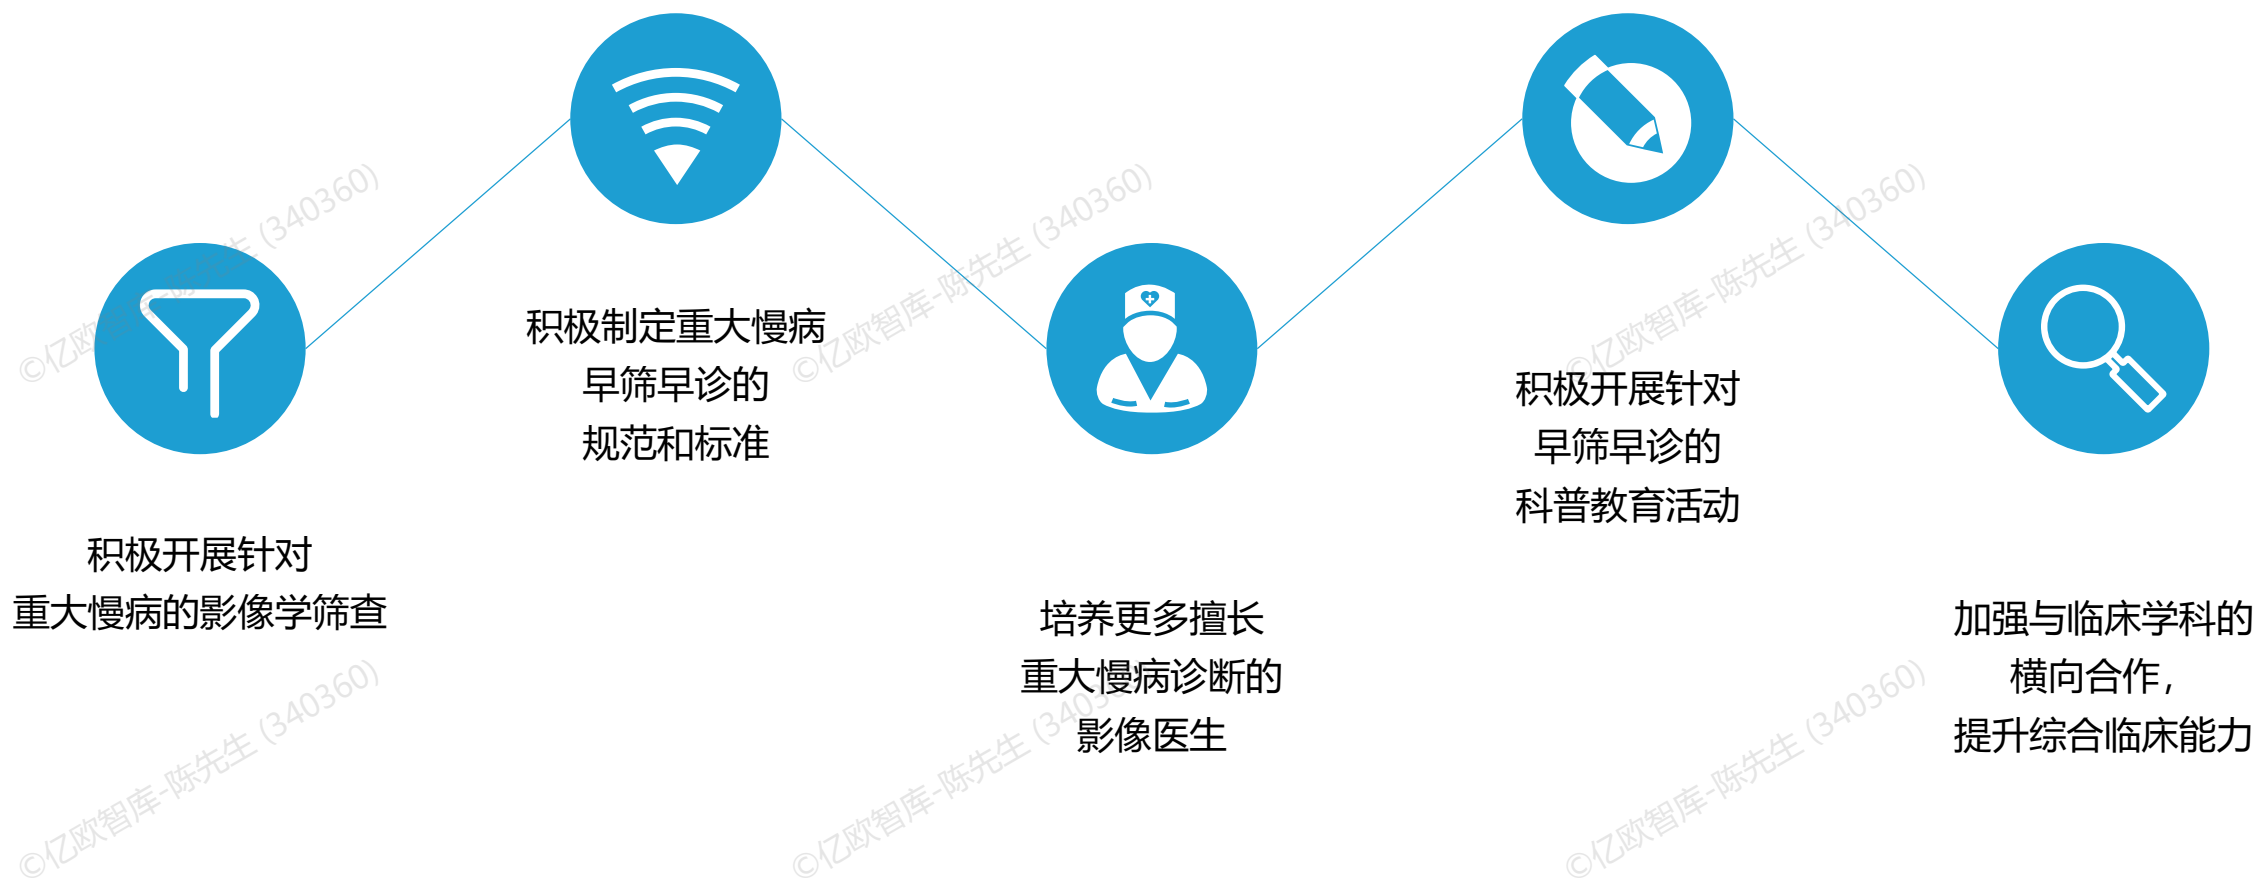 积极开展针对
重大慢病的影像学筛查
积极制定重大慢病
早筛早诊的
规范和标准
培养更多擅长
重大慢病诊断的
影像医生
积极开展针对
早筛早诊的
科普教育活动
加强与临床学科的
横向合作，
提升综合临床能力
©亿欧智库-陈先生 (340360)
©亿欧智库-陈先生 (340360)
©亿欧智库-陈先生 (340360)
©亿欧智库-陈先生 (340360)
©亿欧智库-陈先生 (340360)
©亿欧智库-陈先生 (340360)